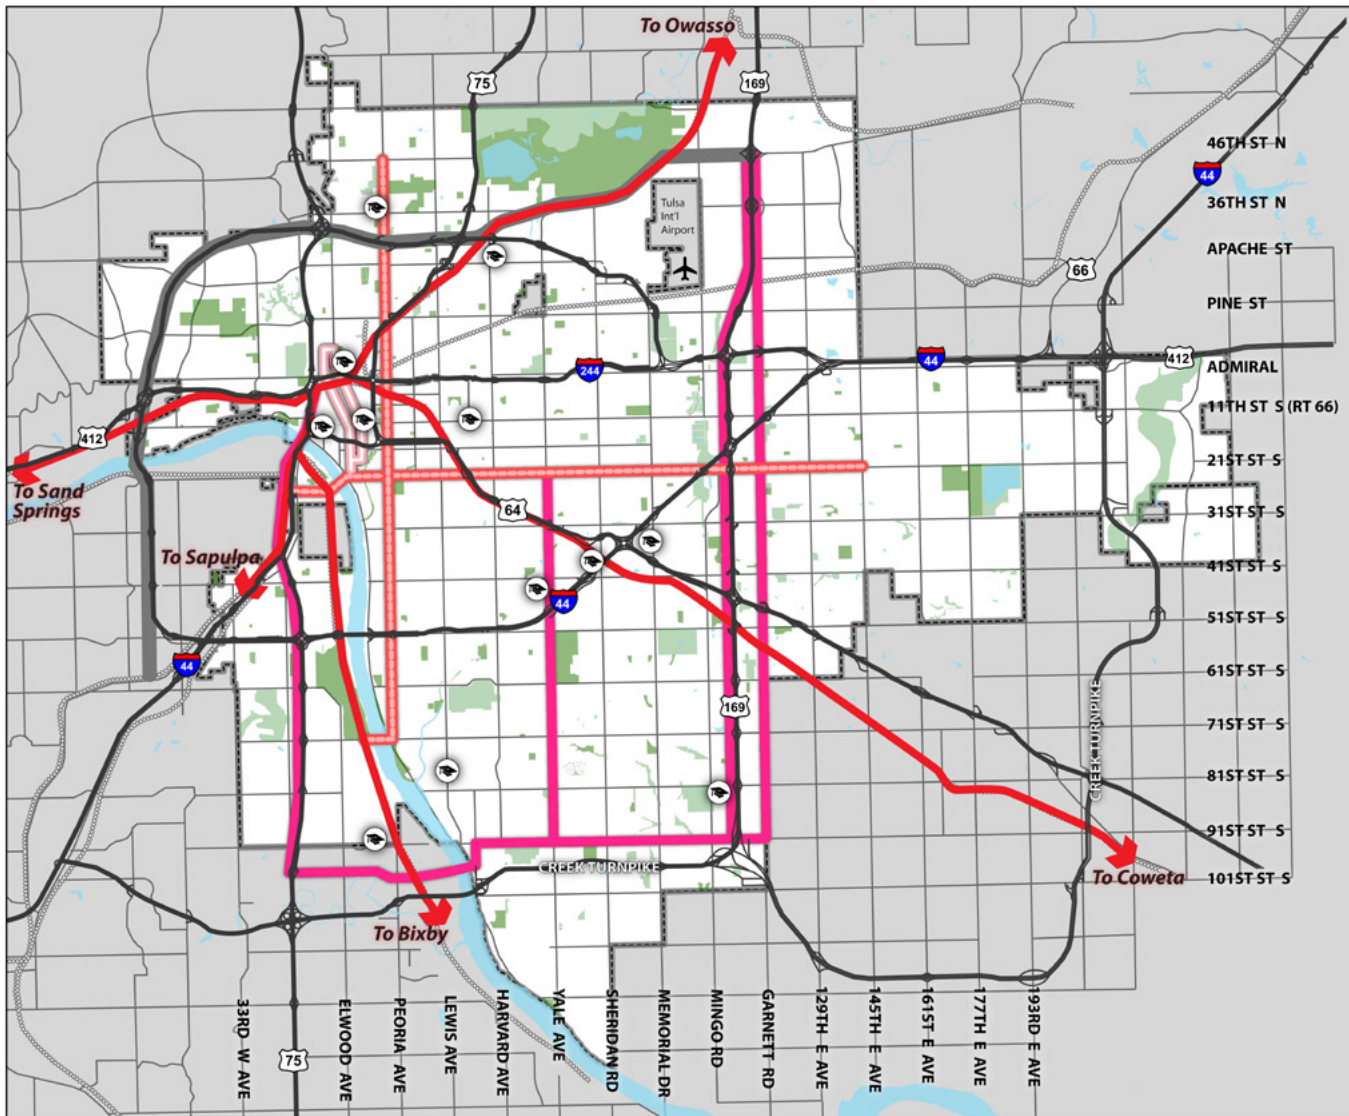 To Owasso
75
169
46TH ST N
44
36TH ST N
Tulsa
Int'l
Airport
APACHE ST
66
PINE ST
412
ADMIRAL
244
44
11TH ST S (RT 66)
412
21ST ST S
To Sand
Springs
64
31ST ST S
To Sapulpa
41ST ST S
44
51ST ST S
44
61ST ST S
169
CREEK TURNPIKE
71ST ST S
81ST ST S
91ST ST S
CREEK TURNPIKE
To Coweta
101ST ST S
To Bixby
33RD W AVE
ELWOOD AVE
PEORIA AVE
LEWIS AVE
HARVARD AVE
YALE AVE
SHERIDAN RD
MEMORIAL DR
MINGO RD
GARNETT RD
129TH E AVE
145TH E AVE
161ST E AVE
177TH E AVE
193RD E AVE
75